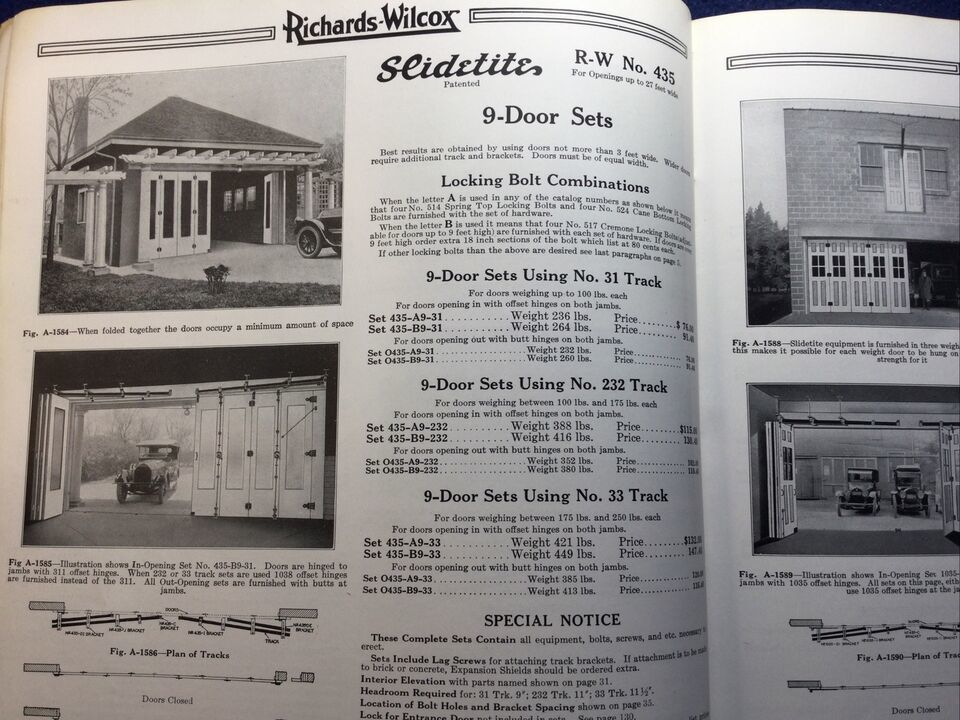 Richards-Wilcox
Slidetite
Patented
R-W No. 435
For Openings up to 27 feet wide
9-Door Sets
Best results are obtained by using doors not more than 3 feet wide. Wider doors
require additional track and brackets. Doors must be of equal width.
Locking Bolt Combinations
When the letter A is used in any of the catalog numbers as shown below it means
that four No. 514 Spring Top Locking Bolts and four No. 524 Cane Bottom Locking
Bolts are furnished with the set of hardware.
When the letter B is used it means that four No. 517 Cremone Locking Bolts
able for doors up to 9 feet high) are furnished with each set of hardware. If doors are over
9 feet high order extra 18 inch sections of the bolt which list at 80 cents each.
If other locking bolts than the above are desired see last paragraphs on page 5.
9-Door Sets Using No. 31 Track
For doors weighing up to 100 lbs. each
For doors opening in with offset hinges on both jambs.
Set 435-A9-31 Weight 236 lbs. Price $ 76.00
Set 435-B9-31 Weight 264 lbs. Price 91.40
For doors opening out with butt hinges on both jambs.
Set O435-A9-31 Weight 232 lbs. Price
Set O435-B9-31 Weight 260 lbs. Price
9-Door Sets Using No. 232 Track
For doors weighing between 100 lbs. and 175 lbs. each
For doors opening in with offset hinges on both jambs.
Set 435-A9-232 Weight 388 lbs. Price $115.00
Set 435-B9-232 Weight 416 lbs. Price 130.40
For doors opening out with butt hinges on both jambs.
Set O435-A9-232 Weight 352 lbs. Price
Set O435-B9-232 Weight 380 lbs. Price
9-Door Sets Using No. 33 Track
For doors weighing between 175 lbs. and 250 lbs. each
For doors opening in with offset hinges on both jambs.
Set 435-A9-33 Weight 421 lbs. Price $132.00
Set 435-B9-33 Weight 449 lbs. Price 147.40
For doors opening out with butt hinges on both jambs.
Set O435-A9-33 Weight 385 lbs. Price
Set O435-B9-33 Weight 413 lbs. Price
SPECIAL NOTICE
These Complete Sets Contain all equipment, bolts, screws, and etc. necessary to
erect.
Sets Include Lag Screws for attaching track brackets. If attachment is to be made
to brick or concrete, Expansion Shields should be ordered extra.
Interior Elevation with parts named shown on page 31.
Headroom Required for: 31 Trk. 9"; 232 Trk. 11"; 33 Trk. 11½".
Location of Bolt Holes and Bracket Spacing shown on page 35.
Lock for Entrance Door not included in sets. See page 130.
Fig. A-1584—When folded together the doors occupy a minimum amount of space
Fig. A-1585—Illustration shows In-Opening Set No. 435-B9-31. Doors are hinged to
jambs with 311 offset hinges. When 232 or 33 track sets are used 1038 offset hinges
are furnished instead of the 311. All Out-Opening sets are furnished with butts at
jambs.
DOORS
BRACKET
BRACKET
BRACKET
BRACKET
TRACK
Fig. A-1586—Plan of Tracks
Doors Closed
Fig. A-1588—Slidetite equipment is furnished in three weigh
this makes it possible for each weight door to be hung on
strength for it
Fig. A-1589—Illustration shows In-Opening Set 1035-
jambs with 1035 offset hinges. All sets on this page, eithe
use 1035 offset hinges at the ja
Fig. A-1590—Plan of
Doors Closed